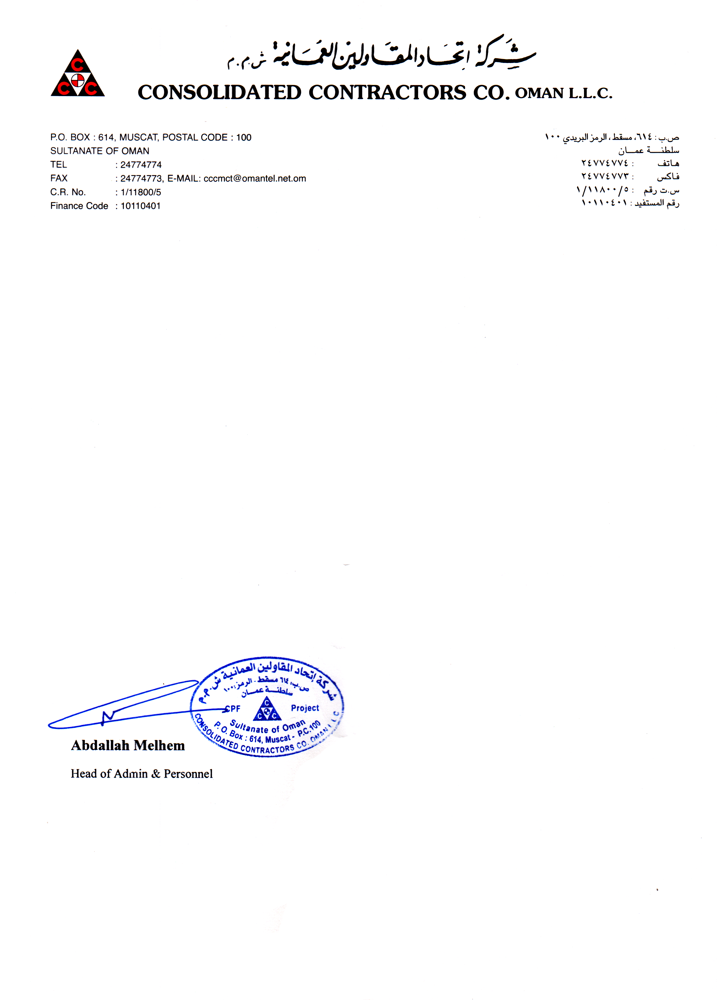 شركة اتحاد المقاولين العمانية ش.م.م
CONSOLIDATED CONTRACTORS CO. OMAN L.L.C.
C
C C
P.O. BOX : 614, MUSCAT, POSTAL CODE : 100
SULTANATE OF OMAN
TEL : 24774774
FAX : 24774773, E-MAIL: cccmct@omantel.net.om
C.R. No. : 1/11800/5
Finance Code : 10110401
ص.ب : ٦١٤، مسقط، الرمز البريدي ١٠٠
سلطنـــة عمـــان
هاتف : ٢٤٧٧٤٧٧٤
فاكس : ٢٤٧٧٤٧٧٣
س.ت رقم : ١/١١٨٠٠/٥
رقم المستفيد : ١٠١١٠٤٠١
شركة إتحاد المقاولين العمانية ش.م.م
ص.ب: ٦١٤ مسقط - الرمز: ١٠٠
سلطنـــة عمـــان
CPF Project
C
C C
Sultanate of Oman
P. O. Box : 614, Muscat - P.C.100
CONSOLIDATED CONTRACTORS CO. OMAN L L C
Abdallah Melhem
Head of Admin & Personnel